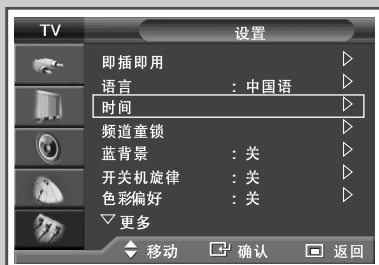 TV 设置
即插即用
语言 : 中国语
时间
频道童锁
蓝背景 : 关
开关机旋律 : 关
色彩偏好 : 关
▽更多
移动 确认 返回